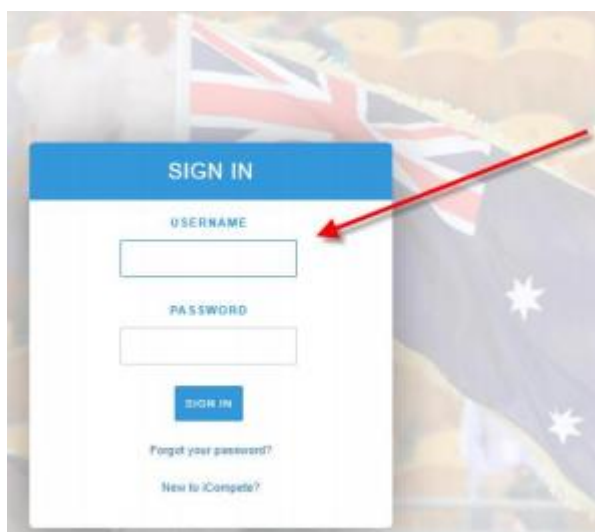 SIGN IN
USERNAME
PASSWORD
SIGN IN
Forgot your password?
New to iCompete?